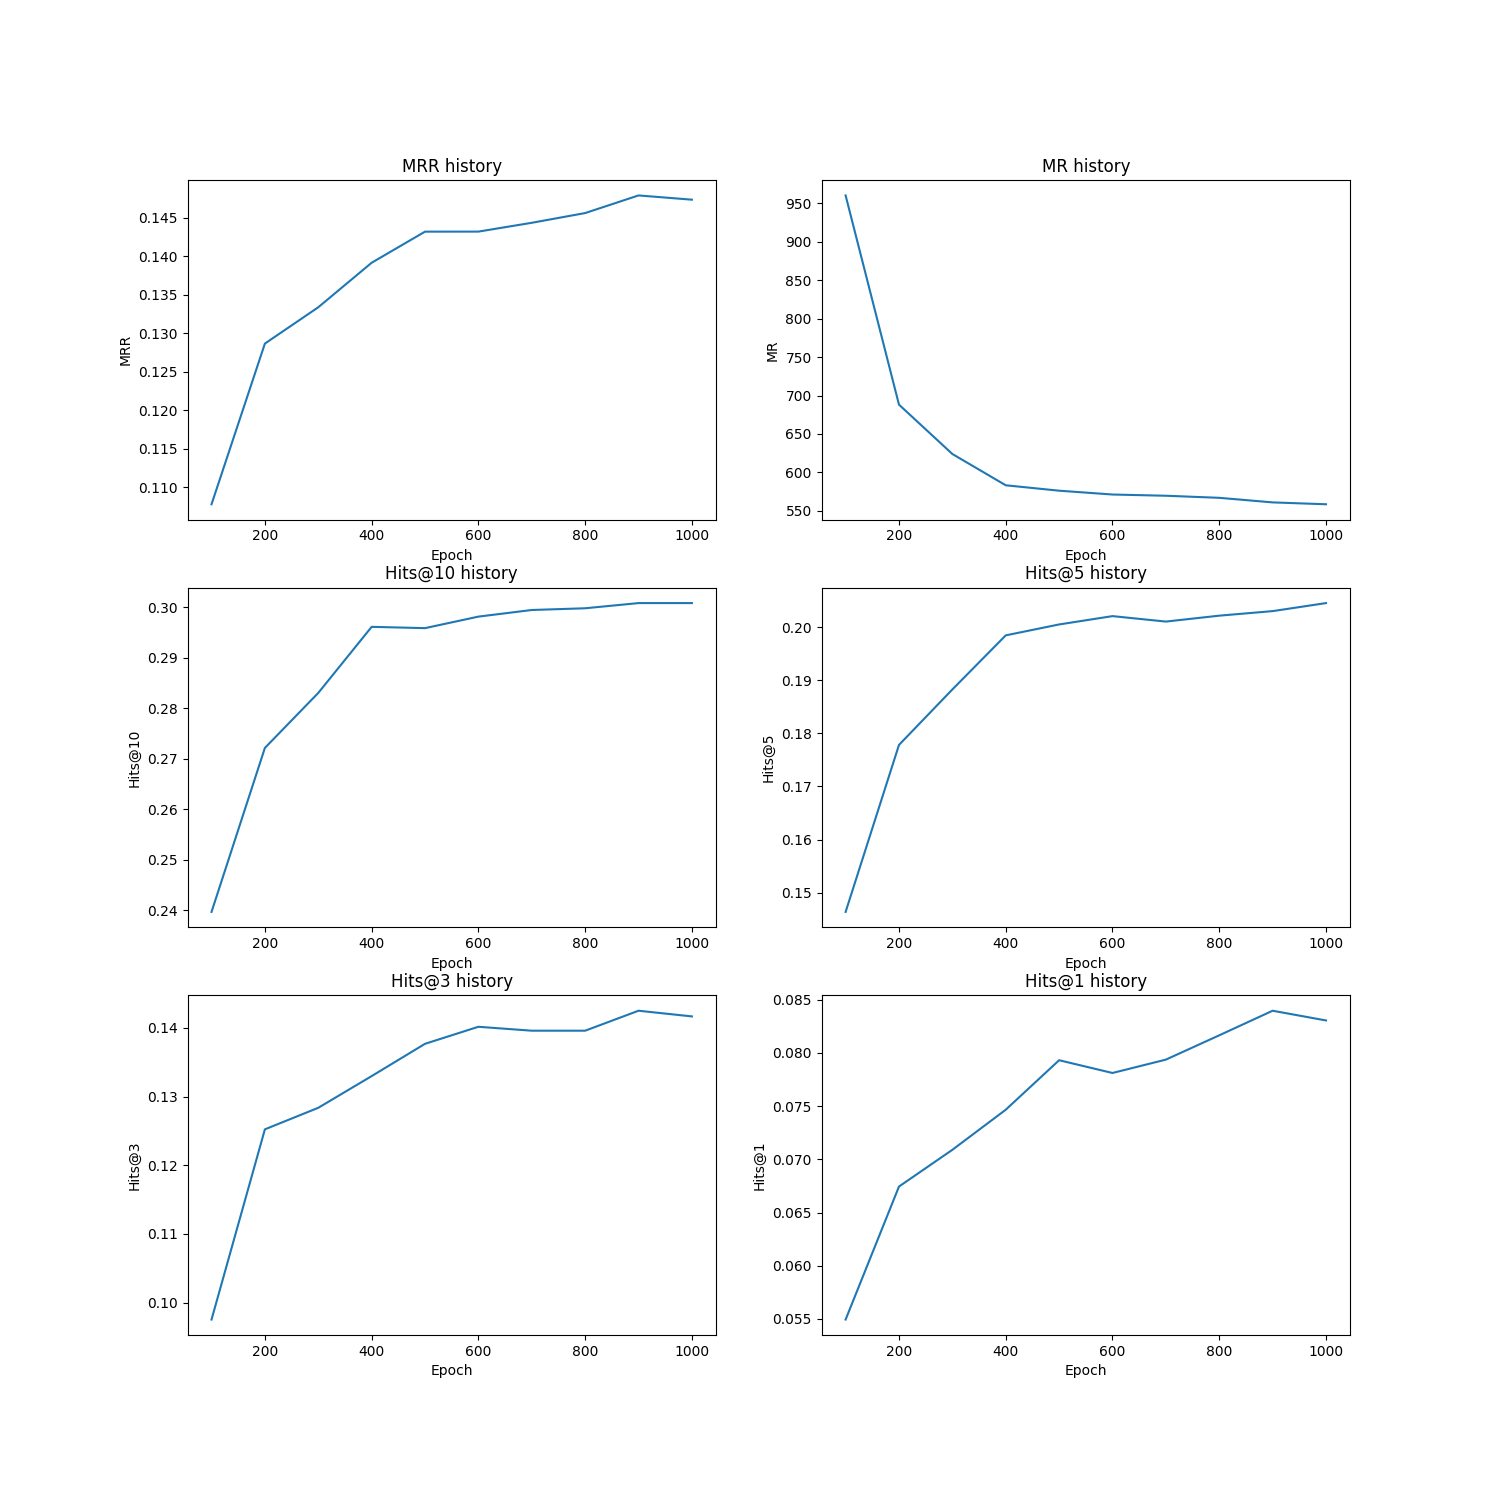 MRR history
0.145
0.140
0.135
0.130
0.125
0.120
0.115
0.110
MRR
200 400 600 800 1000
Epoch
MR history
950
900
850
800
750
700
650
600
550
MR
200 400 600 800 1000
Epoch
Hits@10 history
0.30
0.29
0.28
0.27
0.26
0.25
0.24
Hits@10
200 400 600 800 1000
Epoch
Hits@5 history
0.20
0.19
0.18
0.17
0.16
0.15
Hits@5
200 400 600 800 1000
Epoch
Hits@3 history
0.14
0.13
0.12
0.11
0.10
Hits@3
200 400 600 800 1000
Epoch
Hits@1 history
0.085
0.080
0.075
0.070
0.065
0.060
0.055
Hits@1
200 400 600 800 1000
Epoch